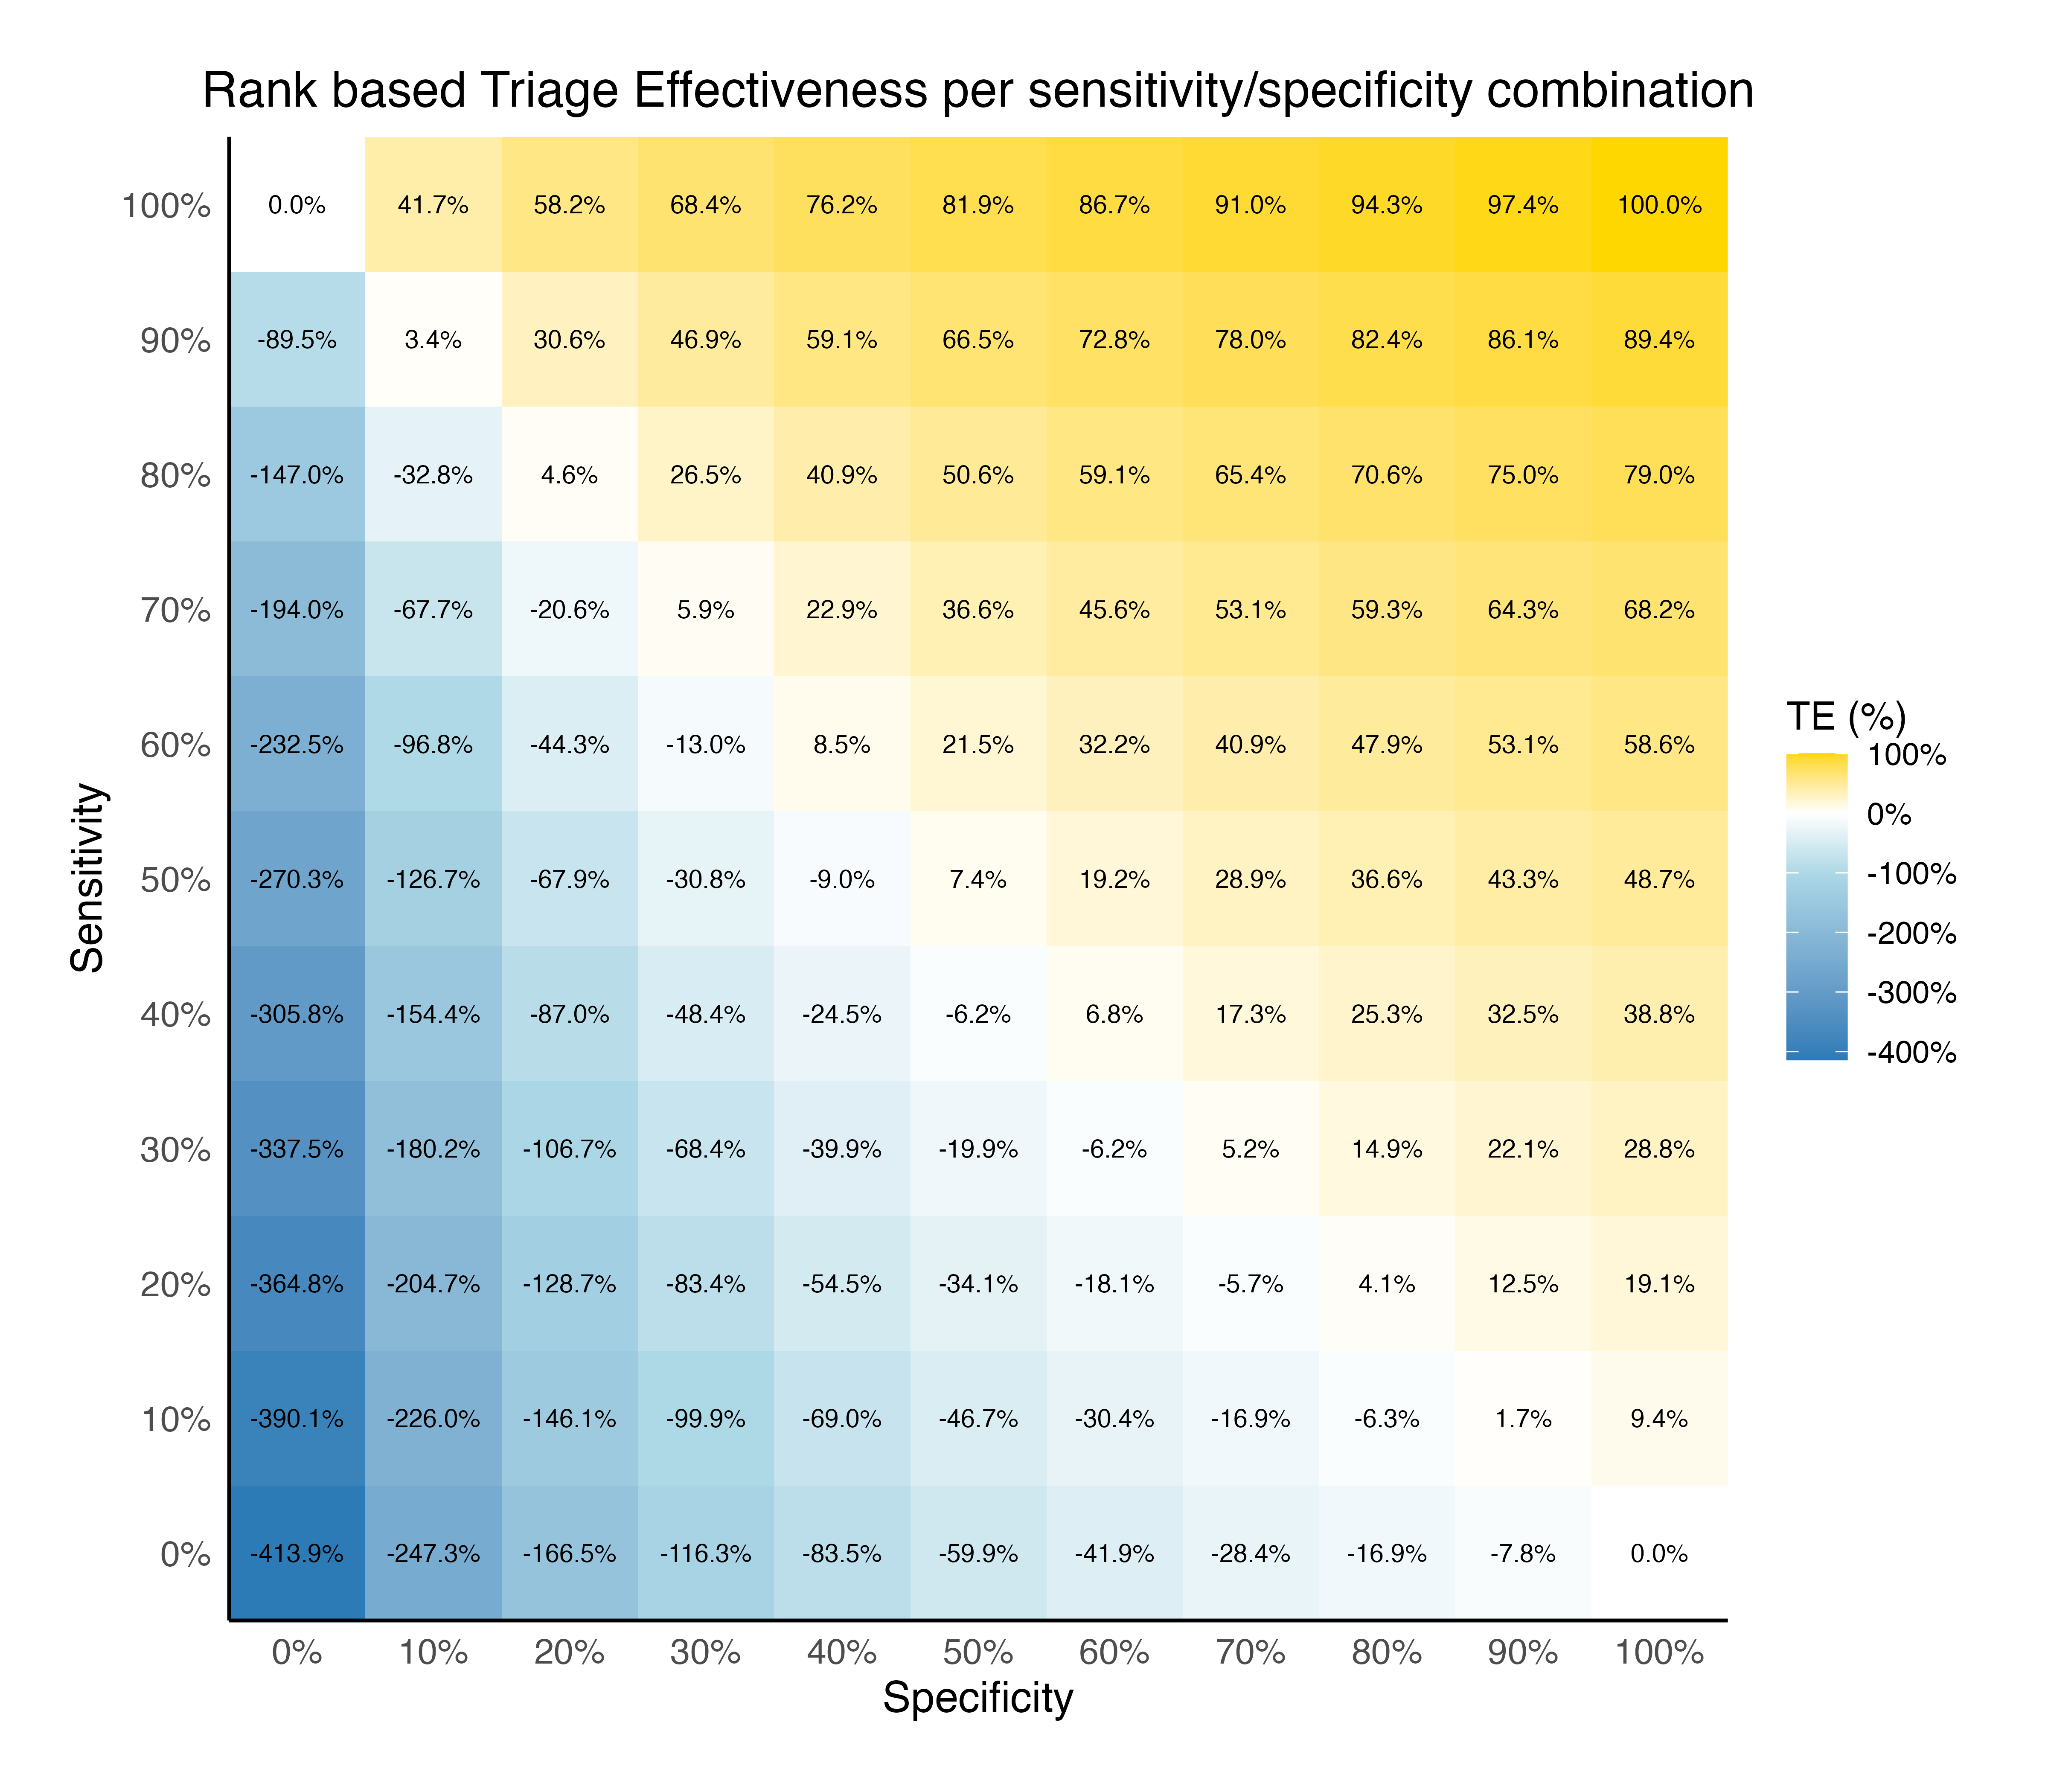 Rank based Triage Effectiveness per sensitivity/specificity combination
100% 0.0% 41.7% 58.2% 68.4% 76.2% 81.9% 86.7% 91.0% 94.3% 97.4% 100.0%
90% -89.5% 3.4% 30.6% 46.9% 59.1% 66.5% 72.8% 78.0% 82.4% 86.1% 89.4%
80% -147.0% -32.8% 4.6% 26.5% 40.9% 50.6% 59.1% 65.4% 70.6% 75.0% 79.0%
70% -194.0% -67.7% -20.6% 5.9% 22.9% 36.6% 45.6% 53.1% 59.3% 64.3% 68.2%
60% -232.5% -96.8% -44.3% -13.0% 8.5% 21.5% 32.2% 40.9% 47.9% 53.1% 58.6%
50% -270.3% -126.7% -67.9% -30.8% -9.0% 7.4% 19.2% 28.9% 36.6% 43.3% 48.7%
40% -305.8% -154.4% -87.0% -48.4% -24.5% -6.2% 6.8% 17.3% 25.3% 32.5% 38.8%
30% -337.5% -180.2% -106.7% -68.4% -39.9% -19.9% -6.2% 5.2% 14.9% 22.1% 28.8%
20% -364.8% -204.7% -128.7% -83.4% -54.5% -34.1% -18.1% -5.7% 4.1% 12.5% 19.1%
10% -390.1% -226.0% -146.1% -99.9% -69.0% -46.7% -30.4% -16.9% -6.3% 1.7% 9.4%
0% -413.9% -247.3% -166.5% -116.3% -83.5% -59.9% -41.9% -28.4% -16.9% -7.8% 0.0%
0% 10% 20% 30% 40% 50% 60% 70% 80% 90% 100%
Specificity
Sensitivity
TE (%)
100%
0%
-100%
-200%
-300%
-400%